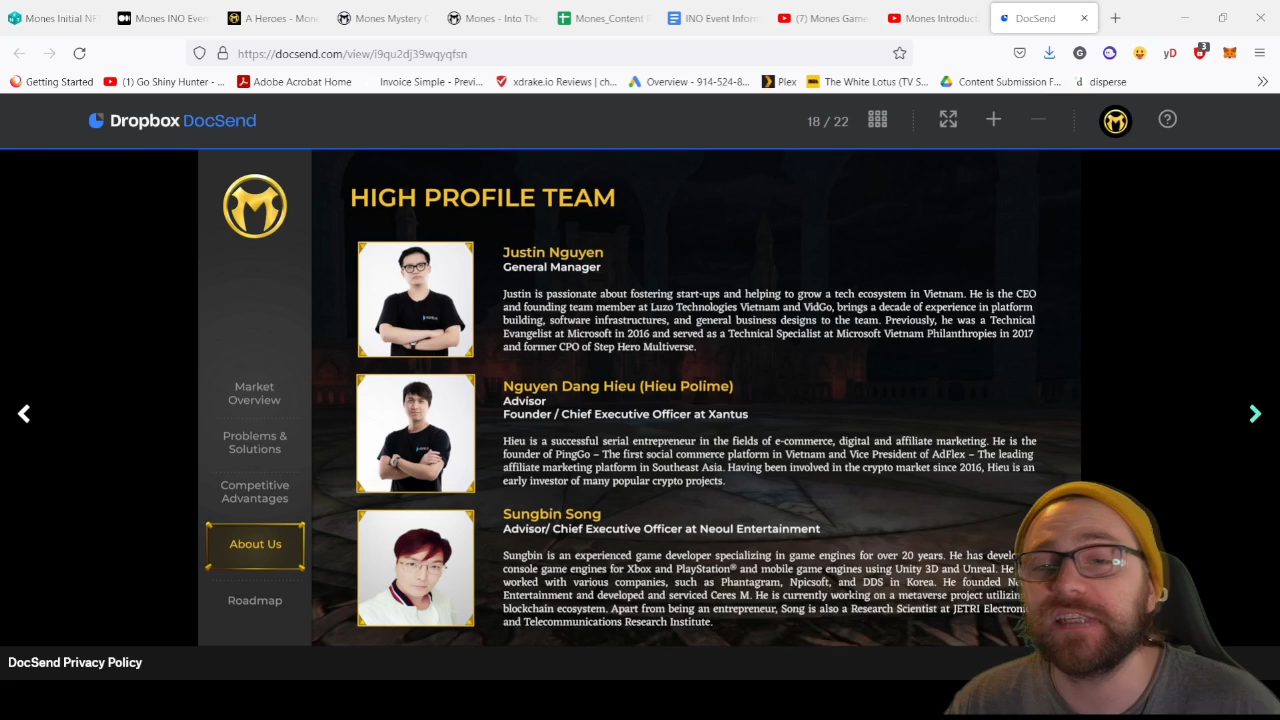 Mones Initial NF
Mones INO Even
A Heroes - Mone
Mones Mystery C
Mones - Into The
Mones_Content P
INO Event Inform
(7) Mones Game
Mones Introduct
DocSend
https://docsend.com/view/i9qu2dj39wqyqfsn
3
yD
Getting Started
(1) Go Shiny Hunter - ...
Adobe Acrobat Home
Invoice Simple - Previ...
xdrake.io Reviews | ch...
Overview - 914-524-8...
Plex
The White Lotus (TV S...
Content Submission F...
d disperse
Dropbox DocSend
18 / 22
HIGH PROFILE TEAM
Justin Nguyen
General Manager
Justin is passionate about fostering start-ups and helping to grow a tech ecosystem in Vietnam. He is the CEO
and founding team member at Luzo Technologies Vietnam and VidGo, brings a decade of experience in platform
building, software infrastructures, and general business designs to the team. Previously, he was a Technical
Evangelist at Microsoft in 2016 and served as a Technical Specialist at Microsoft Vietnam Philanthropies in 2017
and former CPO of Step Hero Multiverse.
Nguyen Dang Hieu (Hieu Polime)
Advisor
Founder / Chief Executive Officer at Xantus
Hieu is a successful serial entrepreneur in the fields of e-commerce, digital and affiliate marketing. He is the
founder of PingGo – The first social commerce platform in Vietnam and Vice President of AdFlex – The leading
affiliate marketing platform in Southeast Asia. Having been involved in the crypto market since 2016, Hieu is an
early investor of many popular crypto projects.
Sungbin Song
Advisor/ Chief Executive Officer at Neoul Entertainment
Sungbin is an experienced game developer specializing in game engines for over 20 years. He has devel
console game engines for Xbox and PlayStation® and mobile game engines using Unity 3D and Unreal. He
worked with various companies, such as Phantagram, Npicsoft, and DDS in Korea. He founded Ne
Entertainment and developed and serviced Ceres M. He is currently working on a metaverse project utilizing
blockchain ecosystem. Apart from being an entrepreneur, Song is also a Research Scientist at JETRI Electroni
and Telecommunications Research Institute.
Market
Overview
Problems &
Solutions
Competitive
Advantages
About Us
Roadmap
DocSend Privacy Policy